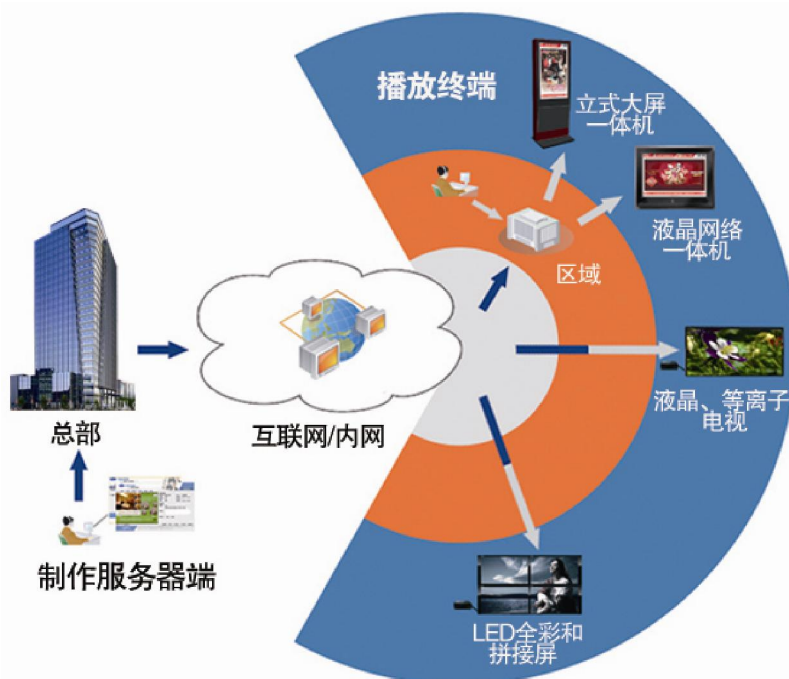 播放终端
立式大屏
一体机
液晶网络
一体机
区域
液晶、等离子
电视
总部
互联网/内网
制作服务器端
LED全彩和
拼接屏